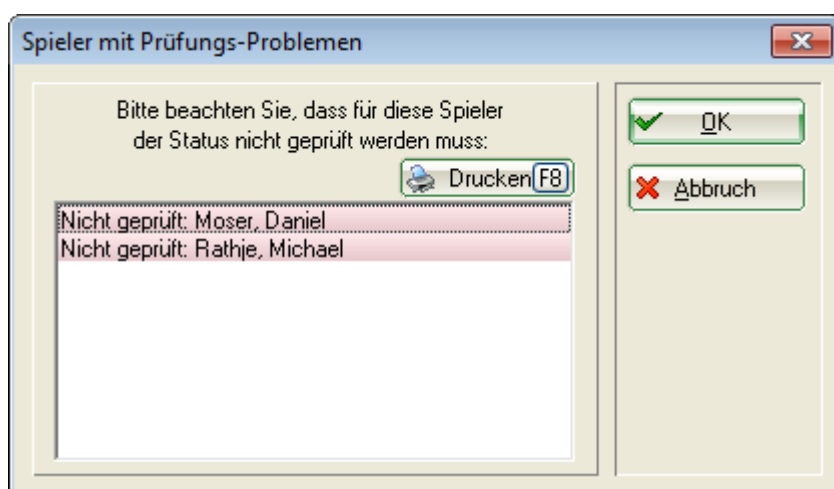 Spieler mit Prüfungs-Problemen
Bitte beachten Sie, dass für diese Spieler
der Status nicht geprüft werden muss:
Drucken F8
Nicht geprüft: Moser, Daniel
Nicht geprüft: Rathje, Michael
OK
Abbruch